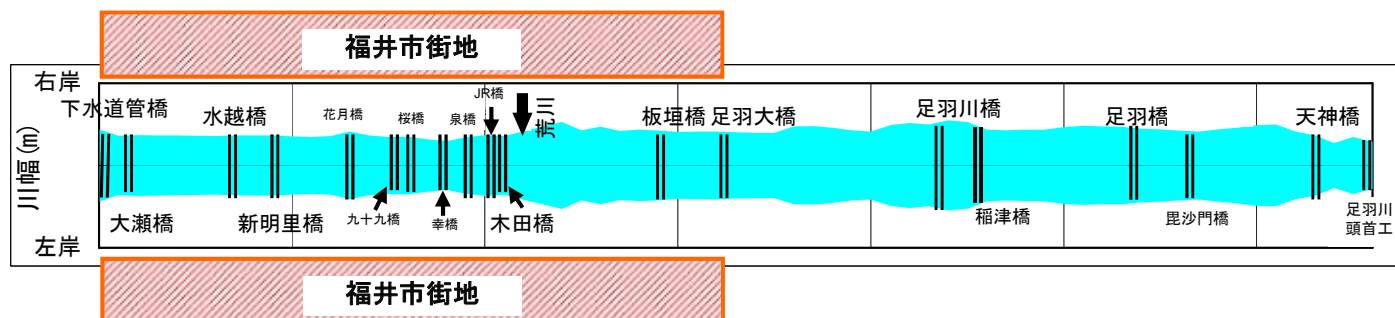 福井市街地
右岸
川幅(m)
左岸
下水道管橋
水越橋
花月橋
桜橋
泉橋
JR橋
荒川
板垣橋
足羽大橋
足羽川橋
足羽橋
天神橋
大瀬橋
新明里橋
九十九橋
幸橋
木田橋
稲津橋
毘沙門橋
足羽川
頭首工
福井市街地